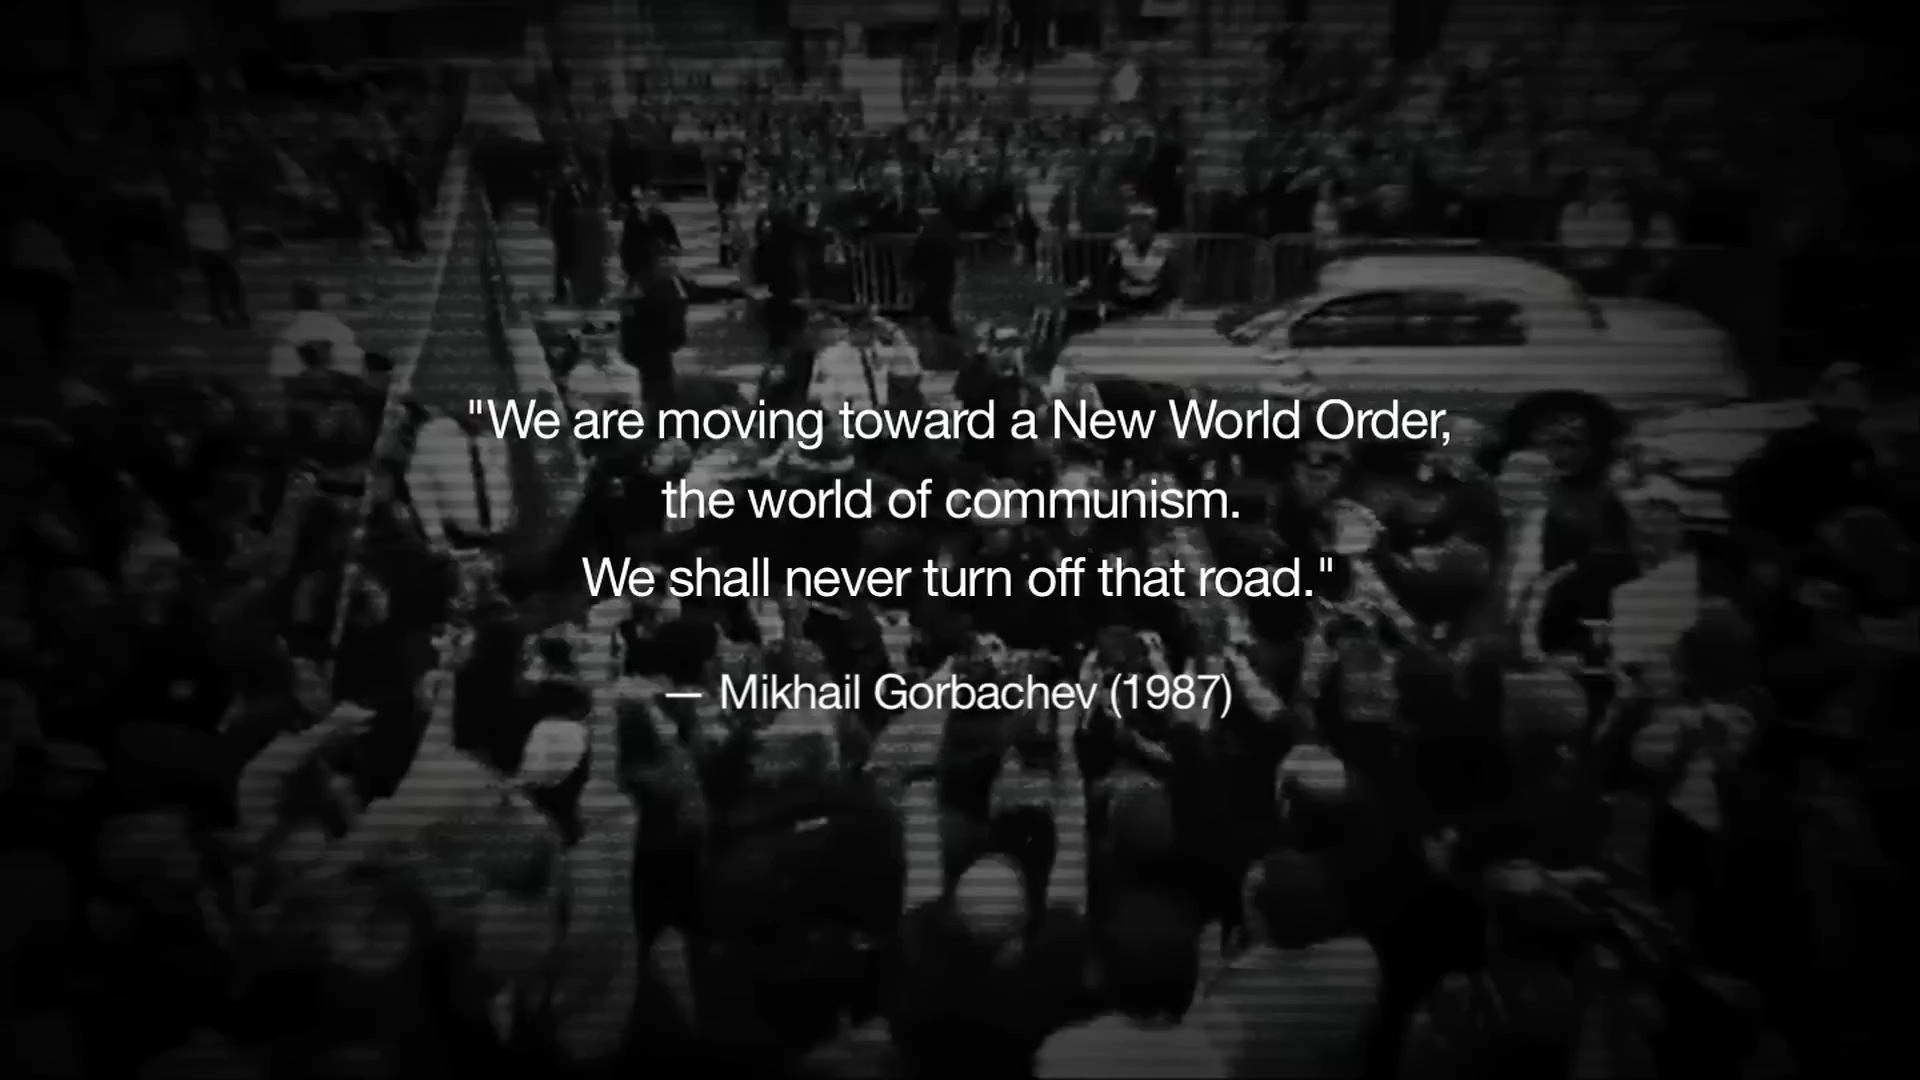 "We are moving toward a New World Order,
the world of communism.
We shall never turn off that road."
— Mikhail Gorbachev (1987)